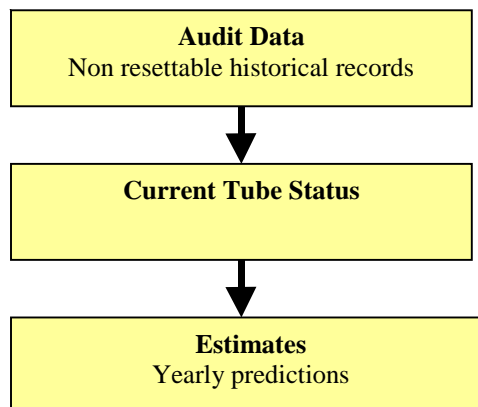 Audit Data
Non resettable historical records
Current Tube Status
Estimates
Yearly predictions